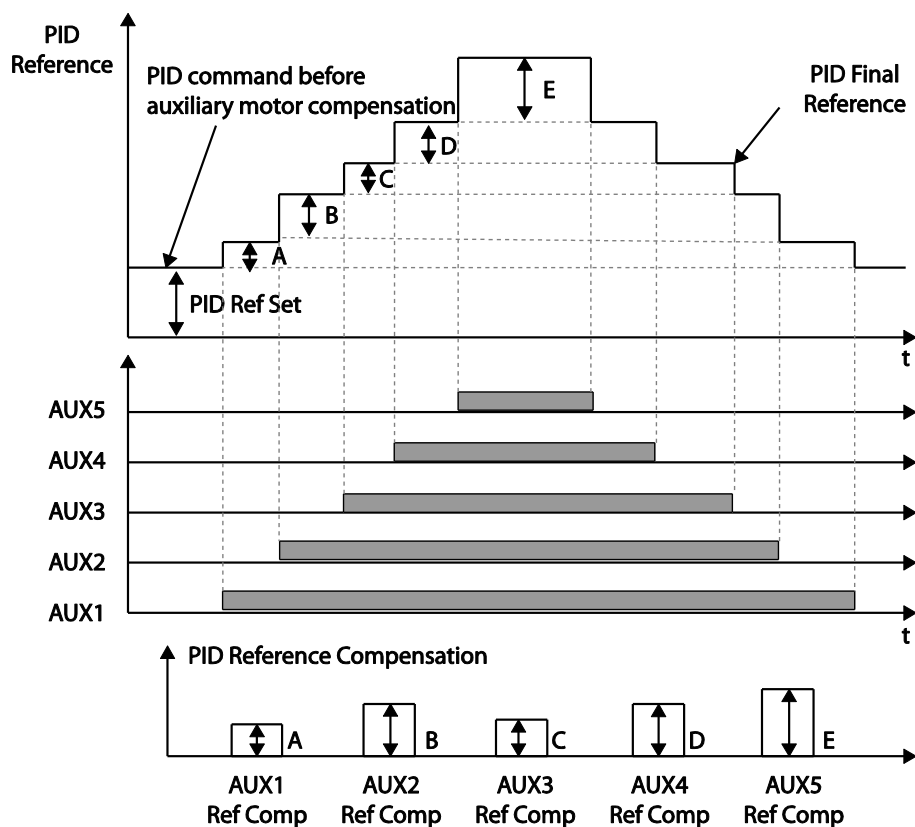 PID
Reference
PID command before
auxiliary motor compensation
PID Final
Reference
E
D
C
B
A
PID Ref Set
t
AUX5
AUX4
AUX3
AUX2
AUX1
t
PID Reference Compensation
A
B
C
D
E
AUX1
Ref Comp
AUX2
Ref Comp
AUX3
Ref Comp
AUX4
Ref Comp
AUX5
Ref Comp